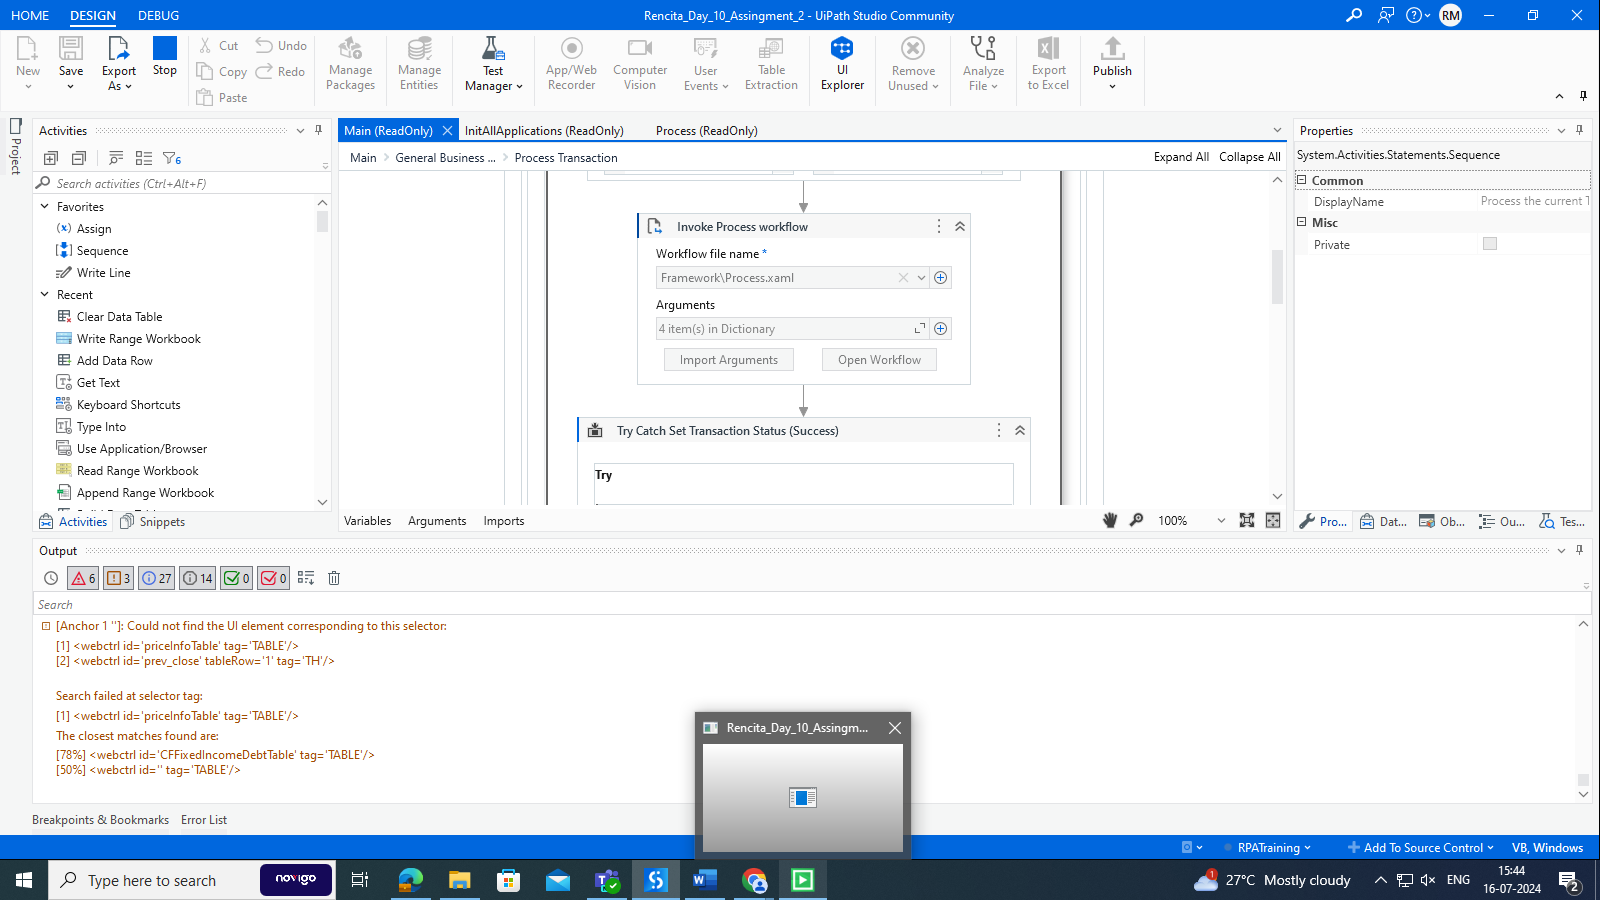 HOME DESIGN DEBUG
Rencita_Day_10_Assingment_2 - UiPath Studio Community
RM
New
Save
Export As
Stop
Cut
Copy
Paste
Undo
Redo
Manage Packages
Manage Entities
Test Manager
App/Web Recorder
Computer Vision
User Events
Table Extraction
UI Explorer
Remove Unused
Analyze File
Export to Excel
Publish
Project
Activities
6
Search activities (Ctrl+Alt+F)
Favorites
Assign
Sequence
Write Line
Recent
Clear Data Table
Write Range Workbook
Add Data Row
Get Text
Keyboard Shortcuts
Type Into
Use Application/Browser
Read Range Workbook
Append Range Workbook
Activities Snippets
Main (ReadOnly) InitAllApplications (ReadOnly) Process (ReadOnly)
Main General Business ... Process Transaction
Expand All Collapse All
Invoke Process workflow
Workflow file name *
Framework\Process.xaml
Arguments
4 item(s) in Dictionary
Import Arguments Open Workflow
Try Catch Set Transaction Status (Success)
Try
Variables Arguments Imports
100%
Properties
System.Activities.Statements.Sequence
Common
DisplayName Process the current T
Misc
Private
Pro... Dat... Ob... Ou... Tes...
Output
6 3 27 14 0 0
Search
[Anchor 1 '']: Could not find the UI element corresponding to this selector:
[1] <webctrl id='priceInfoTable' tag='TABLE'/>
[2] <webctrl id='prev_close' tableRow='1' tag='TH'/>
Search failed at selector tag:
[1] <webctrl id='priceInfoTable' tag='TABLE'/>
The closest matches found are:
[78%] <webctrl id='CFFixedIncomeDebtTable' tag='TABLE'/>
[50%] <webctrl id='' tag='TABLE'/>
Rencita_Day_10_Assingm...
Breakpoints & Bookmarks Error List
RPATraining Add To Source Control VB, Windows
Type here to search
novigo
1
27°C Mostly cloudy
ENG
15:44
16-07-2024
2